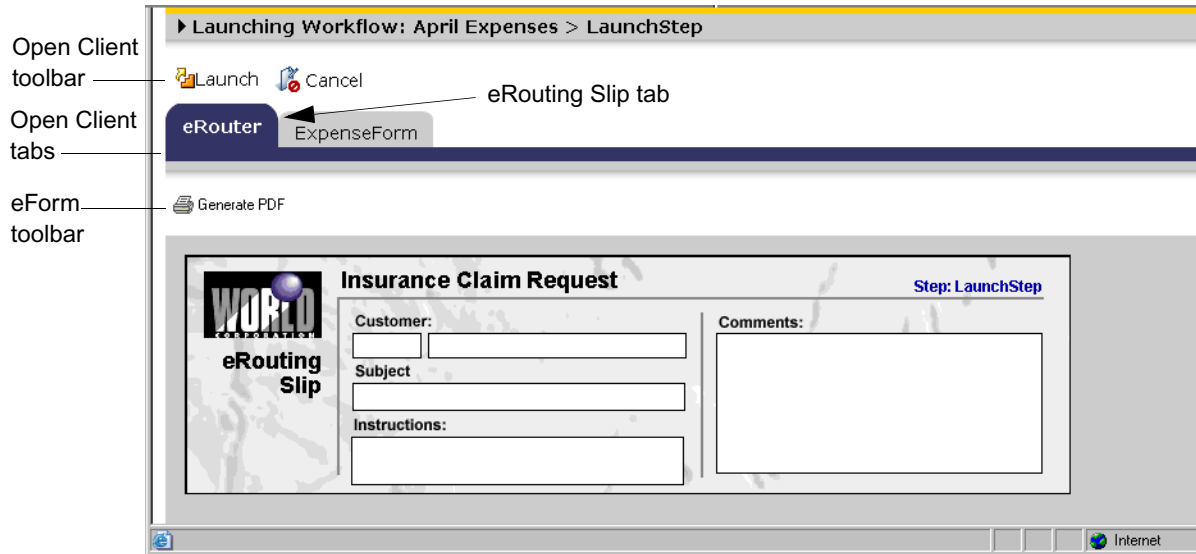 Launching Workflow: April Expenses > LaunchStep
Open Client
toolbar
Launch Cancel
eRouting Slip tab
Open Client
tabs
eRouter ExpenseForm
eForm
toolbar
Generate PDF
WORLD
CORPORATION
eRouting
Slip
Insurance Claim Request
Step: LaunchStep
Customer:
Comments:
Subject
Instructions:
Internet